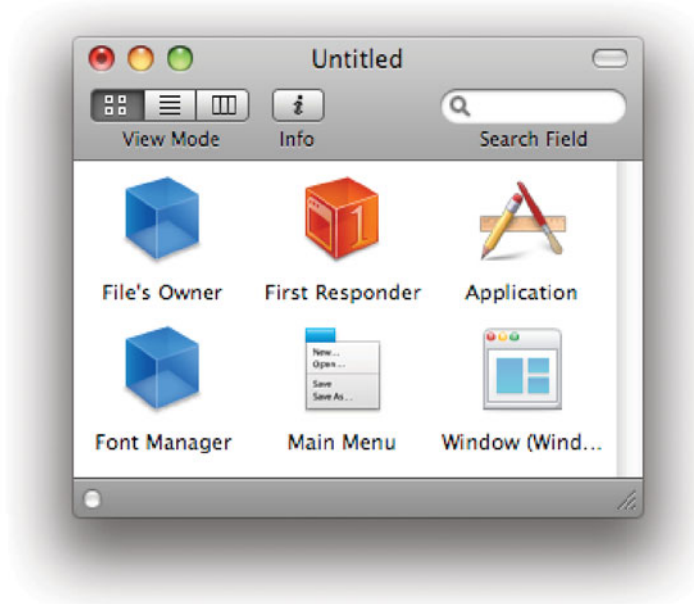 Untitled
View Mode
Info
Search Field
File's Owner
First Responder
Application
1
Font Manager
Main Menu
Window (Wind...
New...
Open...
Save
Save As...